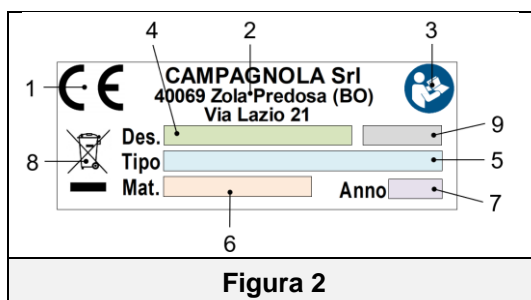 4 2 3
1 CE CAMPAGNOLA Srl
40069 Zola Predosa (BO)
Via Lazio 21
Des. 9
8 Tipo 5
Mat. Anno 7
6
Figura 2